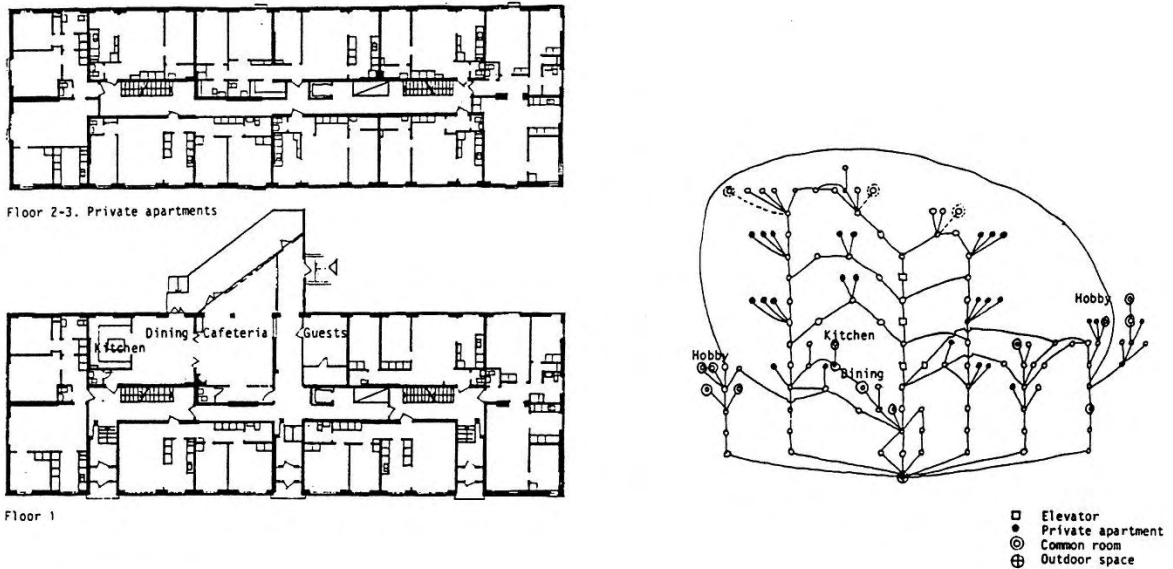 Floor 2-3. Private apartments
Dining
Cafeteria
Guests
Kitchen
Floor 1
Hobby
Kitchen
Hobby
Dining
Elevator
Private apartment
Common room
Outdoor space